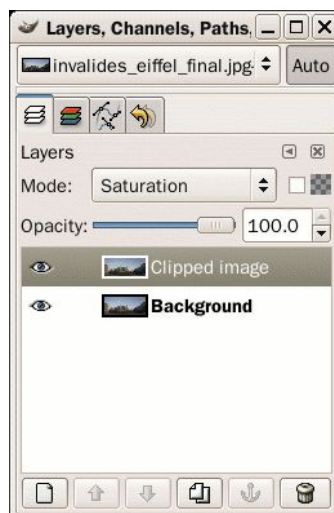 Layers, Channels, Paths,
invalides_eiffel_final.jpg-
Auto
Layers
Mode: Saturation
Opacity: 100.0
Clipped image
Background